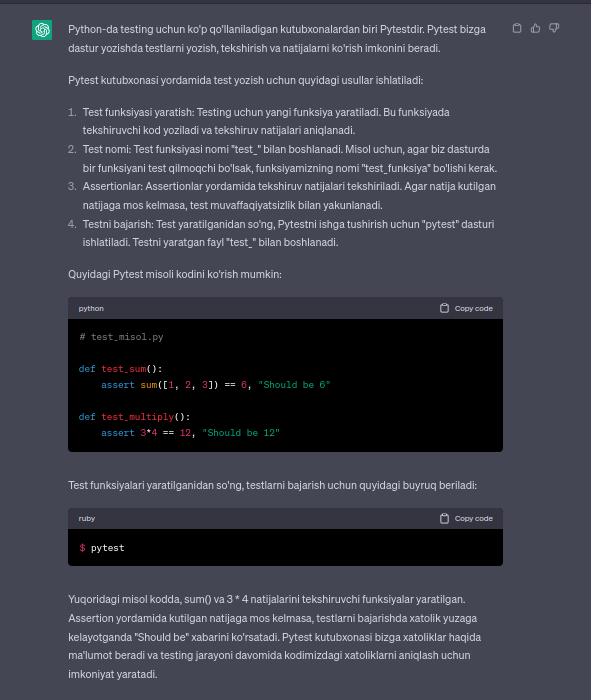 Python-da testing uchun ko'p qo'llaniladigan kutubxonalardan biri Pytestdir. Pytest bizga
dastur yozishda testlarni yozish, tekshirish va natijalarni ko'rish imkonini beradi.
Pytest kutubxonasi yordamida test yozish uchun quyidagi usullar ishlatiladi:
1. Test funksiyasi yaratish: Testing uchun yangi funksiya yaratiladi. Bu funksiyada
tekshiruvchi kod yoziladi va tekshiruv natijalari aniqlanadi.
2. Test nomi: Test funksiyasi nomi "test_" bilan boshlanadi. Misol uchun, agar biz dasturda
bir funksiyani test qilmoqchi bo'lsak, funksiyamizning nomi "test_funksiya" bo'lishi kerak.
3. Assertionlar: Assertionlar yordamida tekshiruv natijalari tekshiriladi. Agar natija kutilgan
natijaga mos kelmasa, test muvaffaqiyatsizlik bilan yakunlanadi.
4. Testni bajarish: Test yaratilganidan so'ng, Pytestni ishga tushirish uchun "pytest" dasturi
ishlatiladi. Testni yaratgan fayl "test_" bilan boshlanadi.
Quyidagi Pytest misoli kodini ko'rish mumkin:
python Copy code
# test_misol.py
def test_sum():
    assert sum([1, 2, 3]) == 6, "Should be 6"
def test_multiply():
    assert 3*4 == 12, "Should be 12"
Test funksiyalari yaratilganidan so'ng, testlarni bajarish uchun quyidagi buyruq beriladi:
ruby Copy code
$ pytest
Yuqoridagi misol kodda, sum() va 3 * 4 natijalarini tekshiruvchi funksiyalar yaratilgan.
Assertion yordamida kutilgan natijaga mos kelmasa, testlarni bajarishda xatolik yuzaga
kelayotganda "Should be" xabarini ko'rsatadi. Pytest kutubxonasi bizga xatoliklar haqida
ma'lumot beradi va testing jarayoni davomida kodimizdagi xatoliklarni aniqlash uchun
imkoniyat yaratadi.